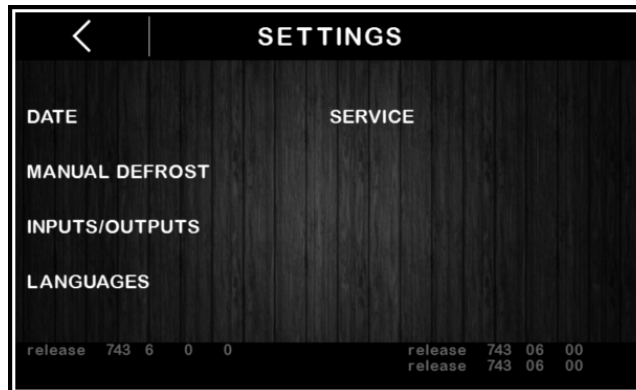 SETTINGS
DATE SERVICE
MANUAL DEFROST
INPUTS/OUTPUTS
LANGUAGES
release 743 6 0 0 release 743 06 00
release 743 06 00